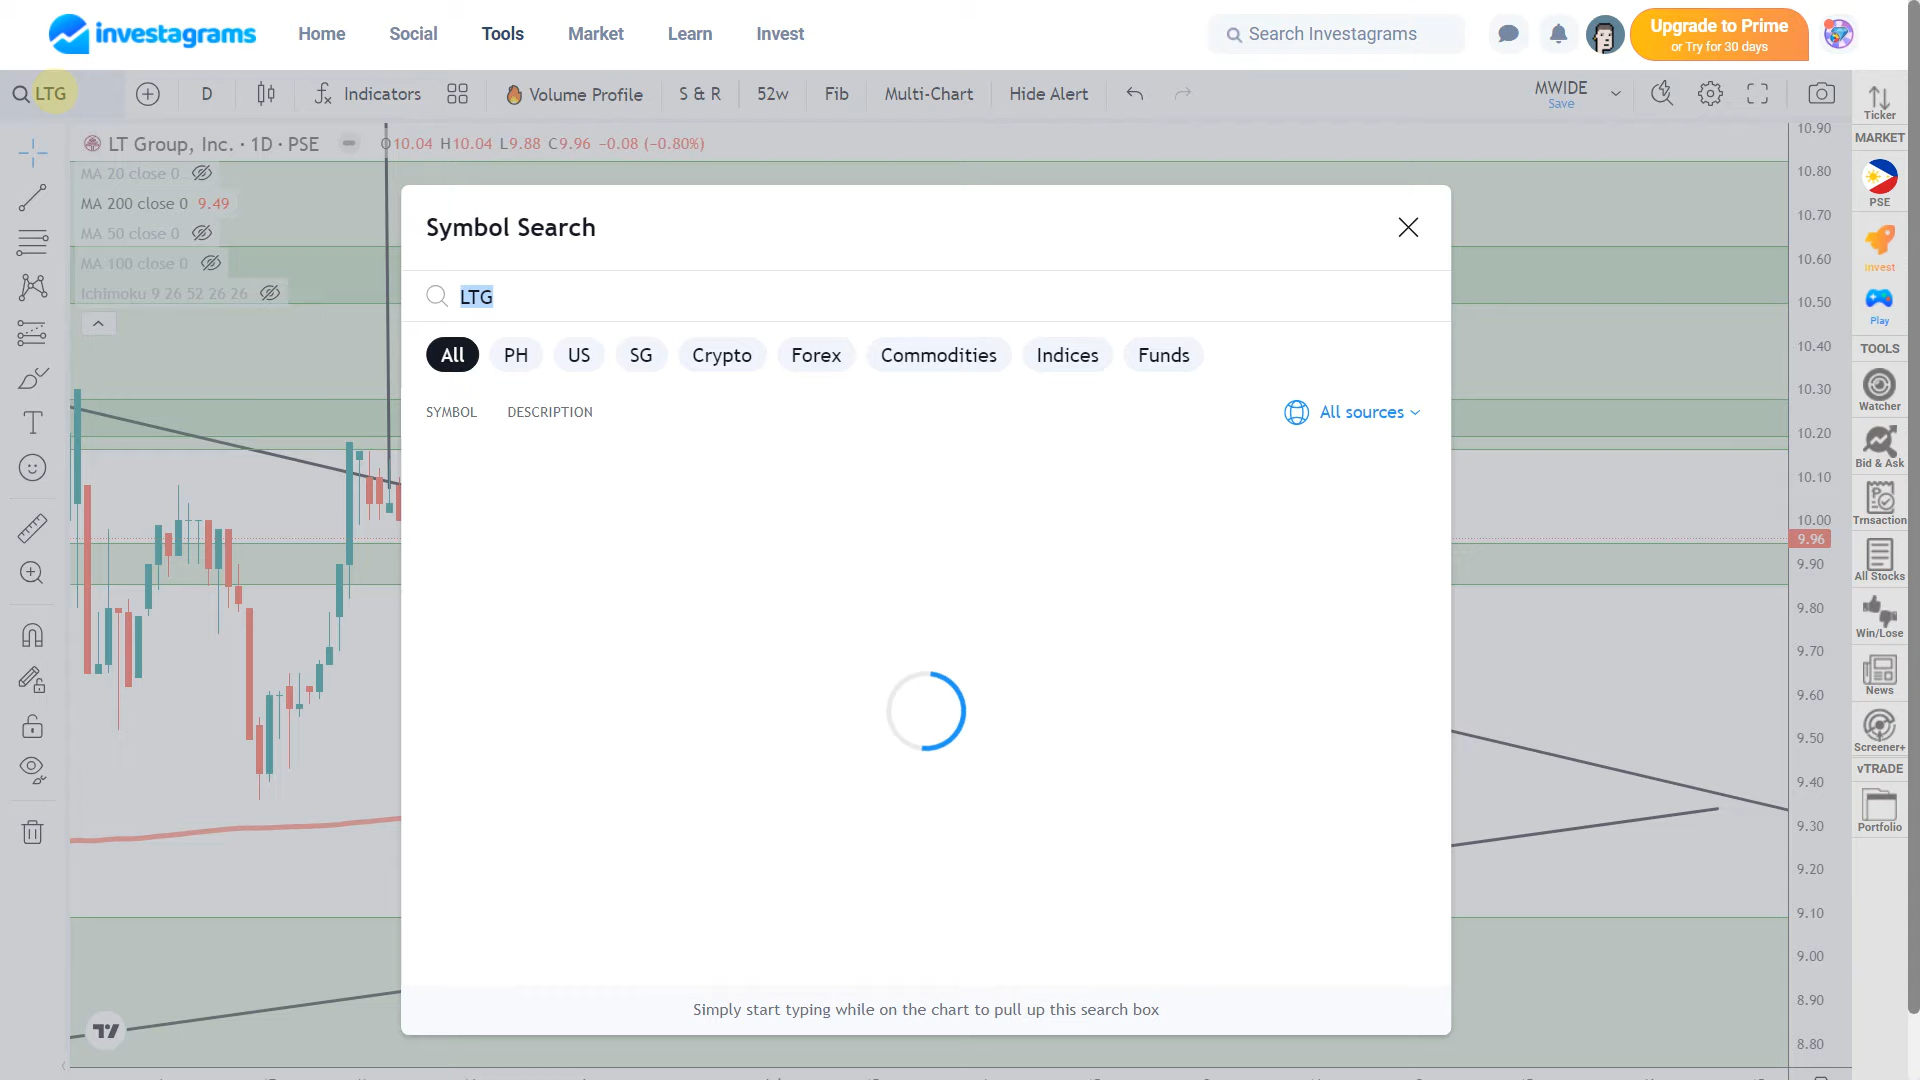 investagrams
Home
Social
Tools
Market
Learn
Invest
Search Investagrams
Upgrade to Prime
or Try for 30 days
LTG
D
Indicators
Volume Profile
S & R
52w
Fib
Multi-Chart
Hide Alert
MWIDE
Save
LT Group, Inc. · 1D · PSE
O10.04 H10.04 L9.88 C9.96 −0.08 (−0.80%)
MA 20 close 0
MA 200 close 0 9.49
MA 50 close 0
MA 100 close 0
Ichimoku 9 26 52 26 26
Symbol Search
LTG
All
PH
US
SG
Crypto
Forex
Commodities
Indices
Funds
SYMBOL
DESCRIPTION
All sources
Simply start typing while on the chart to pull up this search box
10.90
10.80
10.70
10.60
10.50
10.40
10.30
10.20
10.10
10.00
9.96
9.90
9.80
9.70
9.60
9.50
9.40
9.30
9.20
9.10
9.00
8.90
8.80
Ticker
MARKET
PSE
Invest
Play
TOOLS
Watcher
Bid & Ask
Trnsaction
All Stocks
Win/Lose
News
Screener+
vTRADE
Portfolio